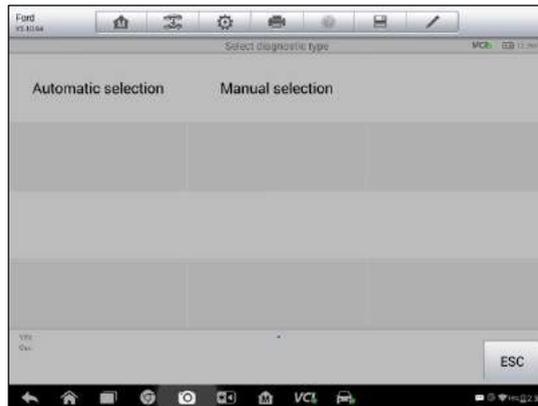 Ford
Select diagnostic type
VCI
Automatic selection
Manual selection
ESC
VCI